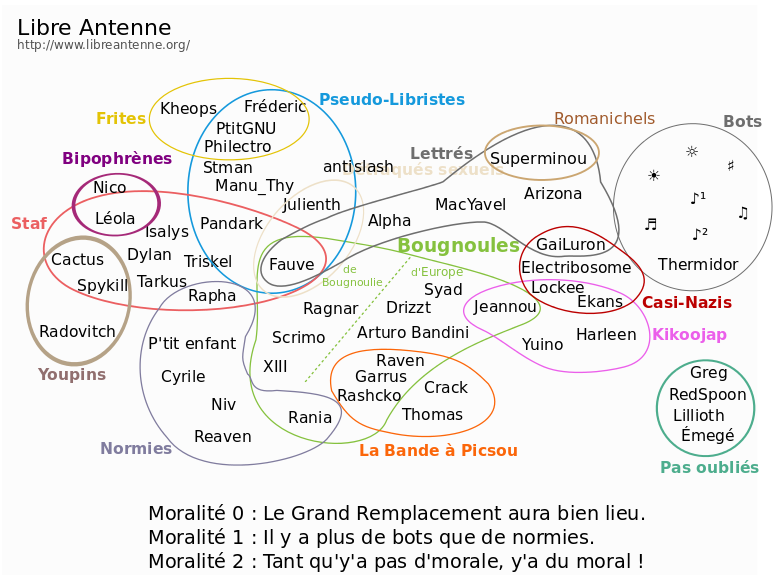 Libre Antenne
http://www.libreantenne.org/
Frites
Kheops
Fréderic
PtitGNU
Philectro
Pseudo-Libristes
Romanichels
Bots
Bipophrènes
Nico
Léola
Stman
Manu_Thy
antislash
Lettrés
Superminou
☼
☀
♯
♪¹
♫
♬
♪²
Thermidor
Staf
Isalys
Pandark
Julienth
Alpha
MacYavel
Arizona
Cactus
Dylan
Triskel
Fauve
Bougnoules
de
Bougnoulie
d'Europe
GaiLuron
Electribosome
Lockee
Ekans
Casi-Nazis
Spykill
Tarkus
Rapha
Ragnar
Drizzt
Syad
Jeannou
Radovitch
Youpins
P'tit enfant
Scrimo
Arturo Bandini
Yuino
Harleen
Kikoojap
Cyrile
XIII
Raven
Garrus
Rashcko
Crack
Thomas
Niv
Reaven
Rania
Normies
La Bande à Picsou
Greg
RedSpoon
Lillioth
Émegé
Pas oubliés
Moralité 0 : Le Grand Remplacement aura bien lieu.
Moralité 1 : Il y a plus de bots que de normies.
Moralité 2 : Tant qu'y'a pas d'morale, y'a du moral !